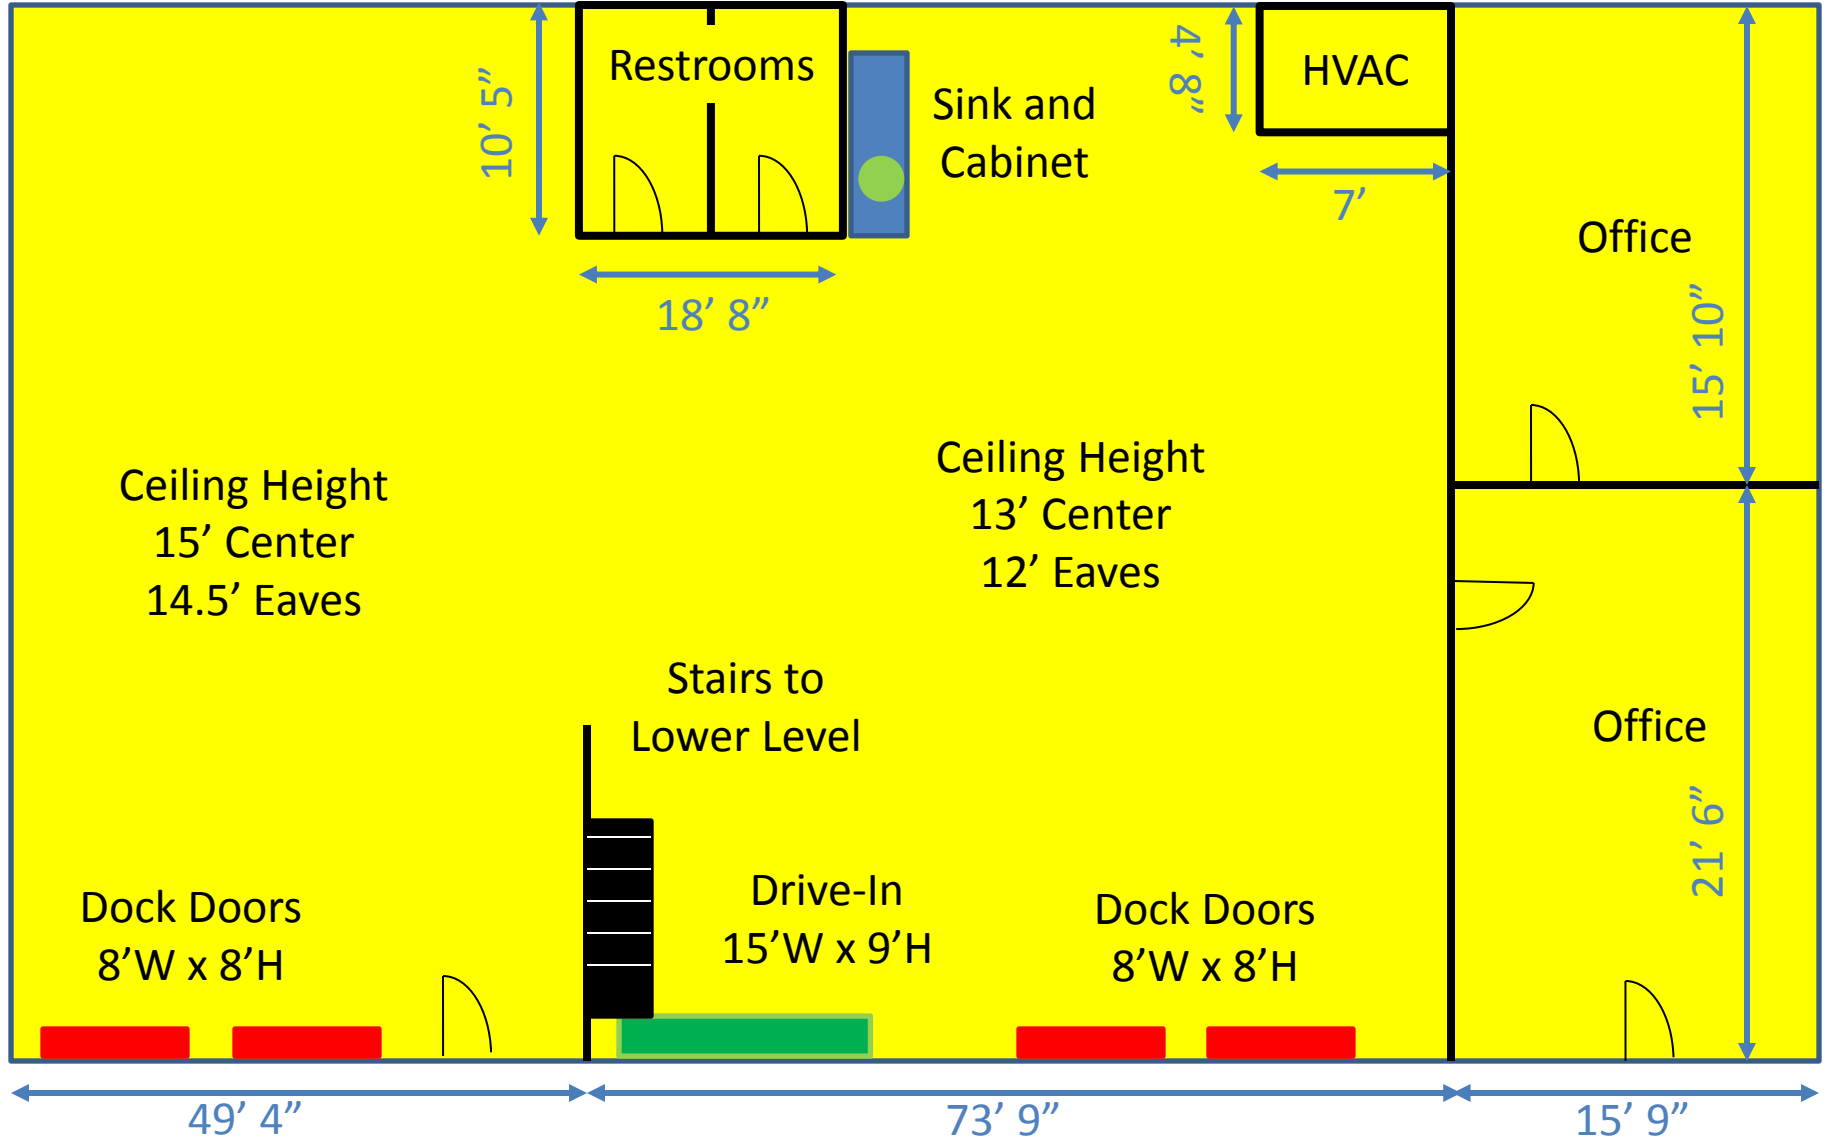 Restrooms
10’ 5”
18’ 8”
Sink and
Cabinet
4’ 8”
HVAC
7’
Office
15’ 10”
Ceiling Height
15’ Center
14.5’ Eaves
Ceiling Height
13’ Center
12’ Eaves
Stairs to
Lower Level
Office
21’ 6”
Dock Doors
8’W x 8’H
Drive-In
15’W x 9’H
Dock Doors
8’W x 8’H
49’ 4”
73’ 9”
15’ 9”